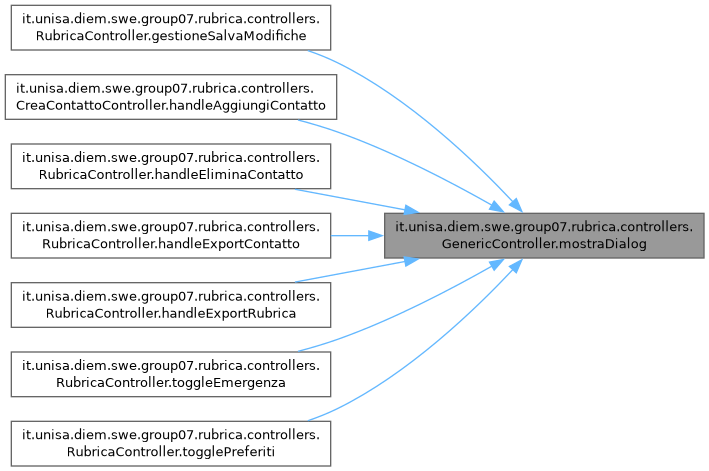 it.unisa.diem.swe.group07.rubrica.controllers.
RubricaController.gestioneSalvaModifiche
it.unisa.diem.swe.group07.rubrica.controllers.
CreaContattoController.handleAggiungiContatto
it.unisa.diem.swe.group07.rubrica.controllers.
RubricaController.handleEliminaContatto
it.unisa.diem.swe.group07.rubrica.controllers.
GenericController.mostraDialog
it.unisa.diem.swe.group07.rubrica.controllers.
RubricaController.handleExportContatto
it.unisa.diem.swe.group07.rubrica.controllers.
RubricaController.handleExportRubrica
it.unisa.diem.swe.group07.rubrica.controllers.
RubricaController.toggleEmergenza
it.unisa.diem.swe.group07.rubrica.controllers.
RubricaController.togglePreferiti